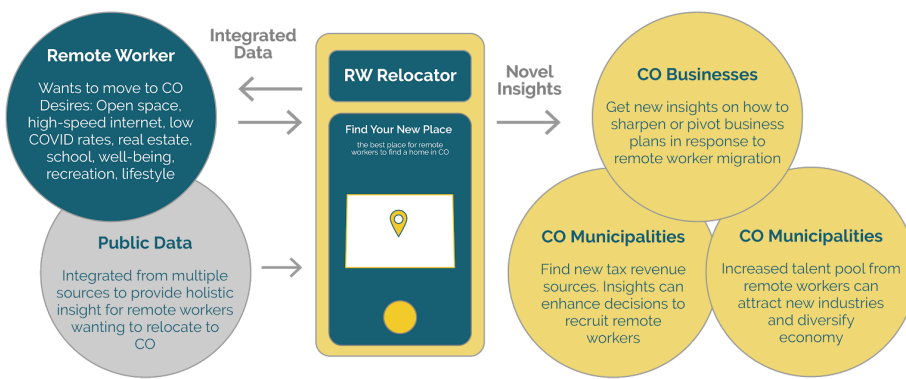 Remote Worker
Wants to move to CO
Desires: Open space,
high-speed internet, low
COVID rates, real estate,
school, well-being,
recreation, lifestyle
Public Data
Integrated from multiple
sources to provide holistic
insight for remote workers
wanting to relocate to
CO
Integrated
Data
RW Relocator
Find Your New Place
the best place for remote
workers to find a home in CO
Novel
Insights
CO Businesses
Get new insights on how to
sharpen or pivot business
plans in response to
remote worker migration
CO Municipalities
Find new tax revenue
sources. Insights can
enhance decisions to
recruit remote
workers
CO Municipalities
Increased talent pool from
remote workers can
attract new industries
and diversify
economy